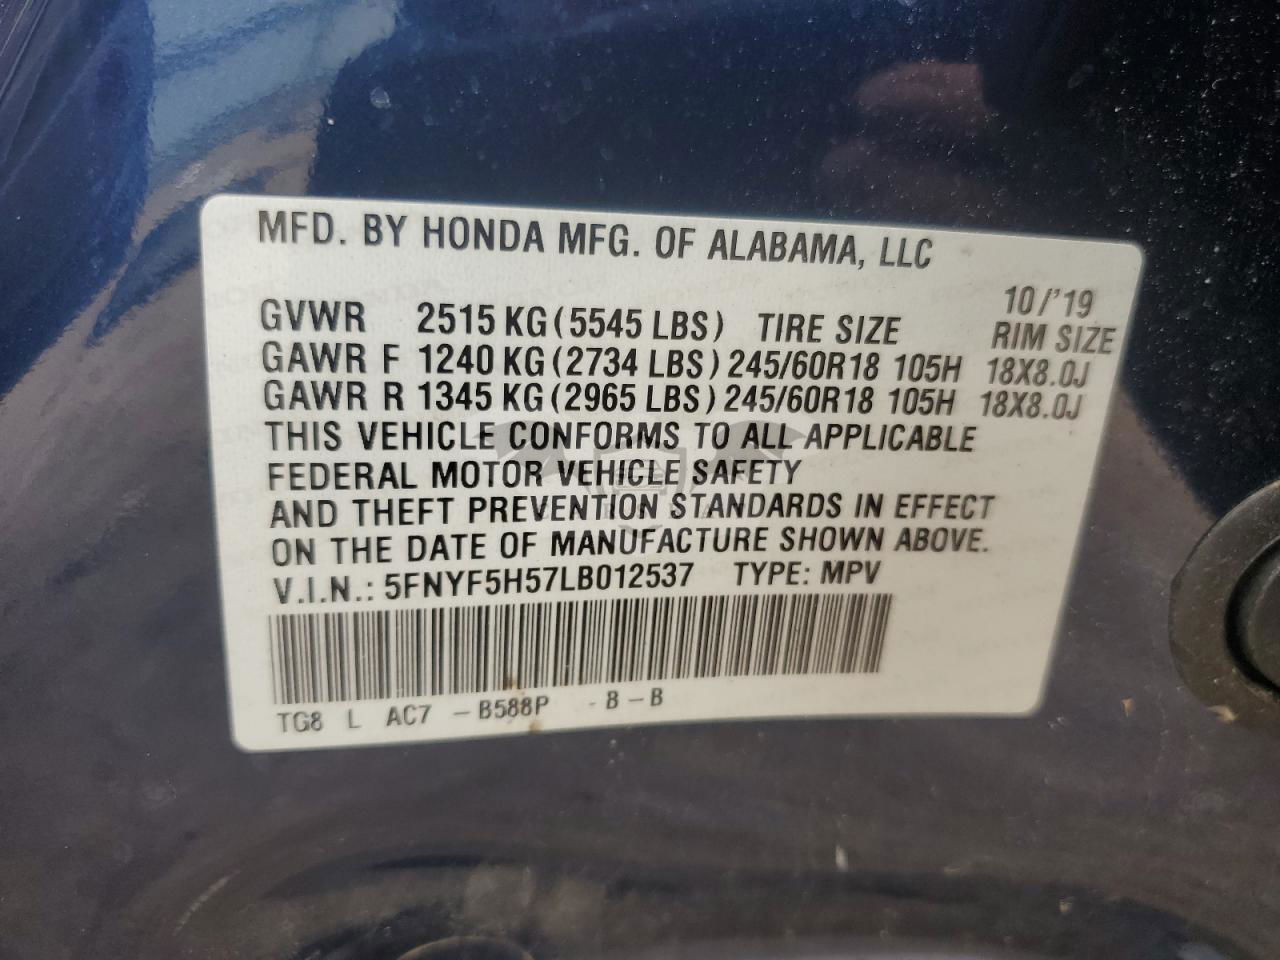 MFD. BY HONDA MFG. OF ALABAMA, LLC
10/'19
GVWR 2515 KG (5545 LBS) TIRE SIZE RIM SIZE
GAWR F 1240 KG (2734 LBS) 245/60R18 105H 18X8.0J
GAWR R 1345 KG (2965 LBS) 245/60R18 105H 18X8.0J
THIS VEHICLE CONFORMS TO ALL APPLICABLE
FEDERAL MOTOR VEHICLE SAFETY
AND THEFT PREVENTION STANDARDS IN EFFECT
ON THE DATE OF MANUFACTURE SHOWN ABOVE.
V.I.N.: 5FNYF5H57LB012537 TYPE: MPV
TG8 L AC7 - B588P - B - B